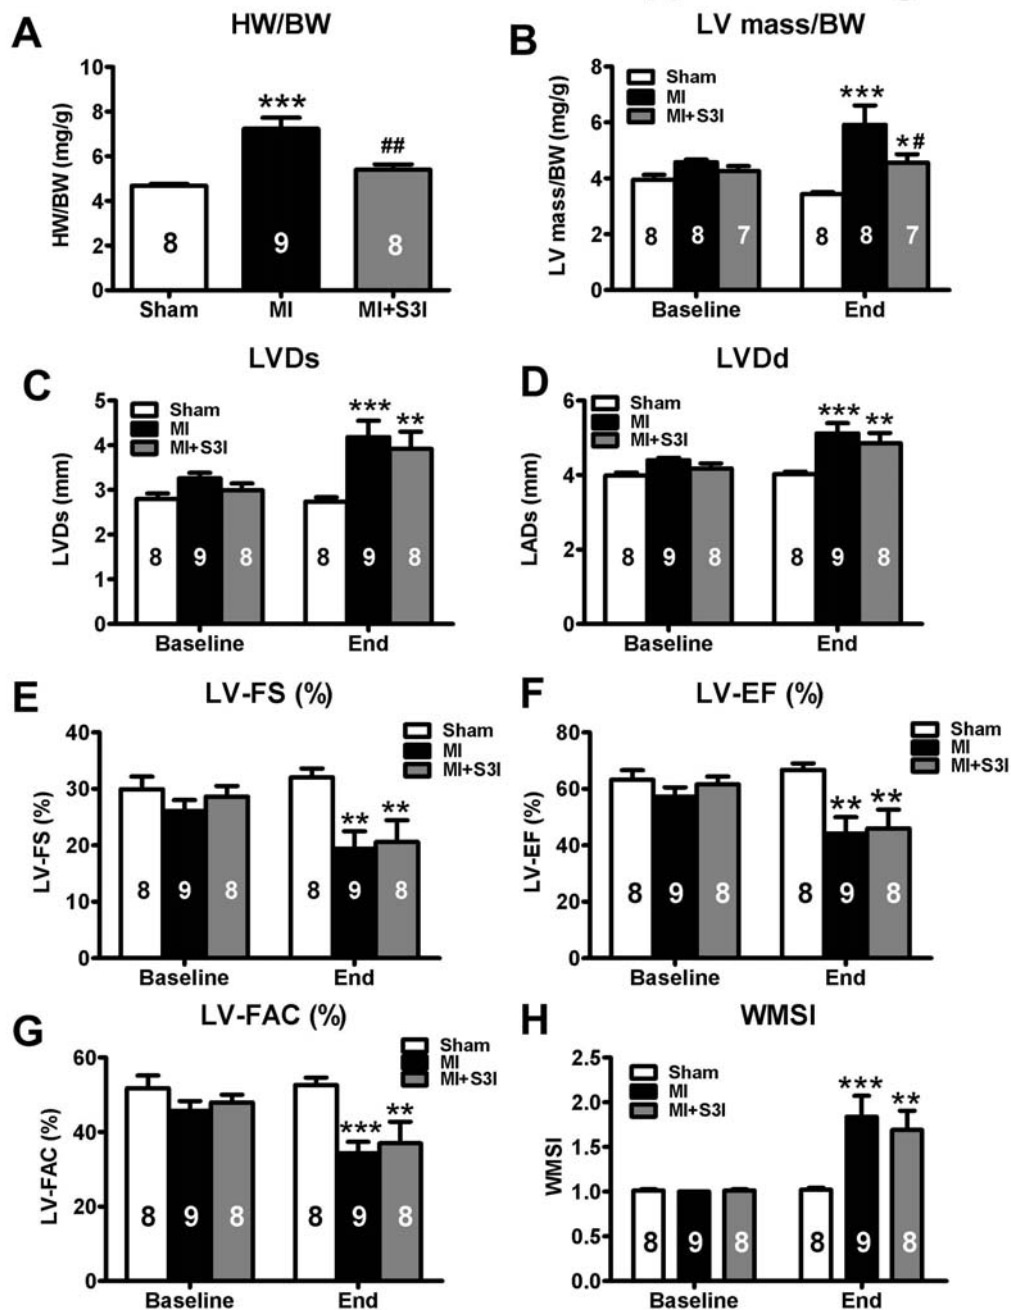 A
HW/BW
HW/BW (mg/g)
10
8
6
4
2
0
***
##
8
9
8
Sham
MI
MI+S3I
B
LV mass/BW
LV mass/BW (mg/g)
8
6
4
2
0
Sham
MI
MI+S3I
***
*#
8
8
7
8
8
7
Baseline
End
C
LVDs
LVDs (mm)
5
4
3
2
1
0
Sham
MI
MI+S3I
***
**
8
9
8
8
9
8
Baseline
End
D
LVDd
LADs (mm)
6
4
2
0
Sham
MI
MI+S3I
***
**
8
9
8
8
9
8
Baseline
End
E
LV-FS (%)
LV-FS (%)
40
30
20
10
0
Sham
MI
MI+S3I
**
**
8
9
8
8
9
8
Baseline
End
F
LV-EF (%)
LV-EF (%)
80
60
40
20
0
Sham
MI
MI+S3I
**
**
8
9
8
8
9
8
Baseline
End
G
LV-FAC (%)
LV-FAC (%)
60
40
20
0
Sham
MI
MI+S3I
***
**
8
9
8
8
9
8
Baseline
End
H
WMSI
WMSI
2.5
2.0
1.5
1.0
0.5
0.0
Sham
MI
MI+S3I
***
**
8
9
8
8
9
8
Baseline
End